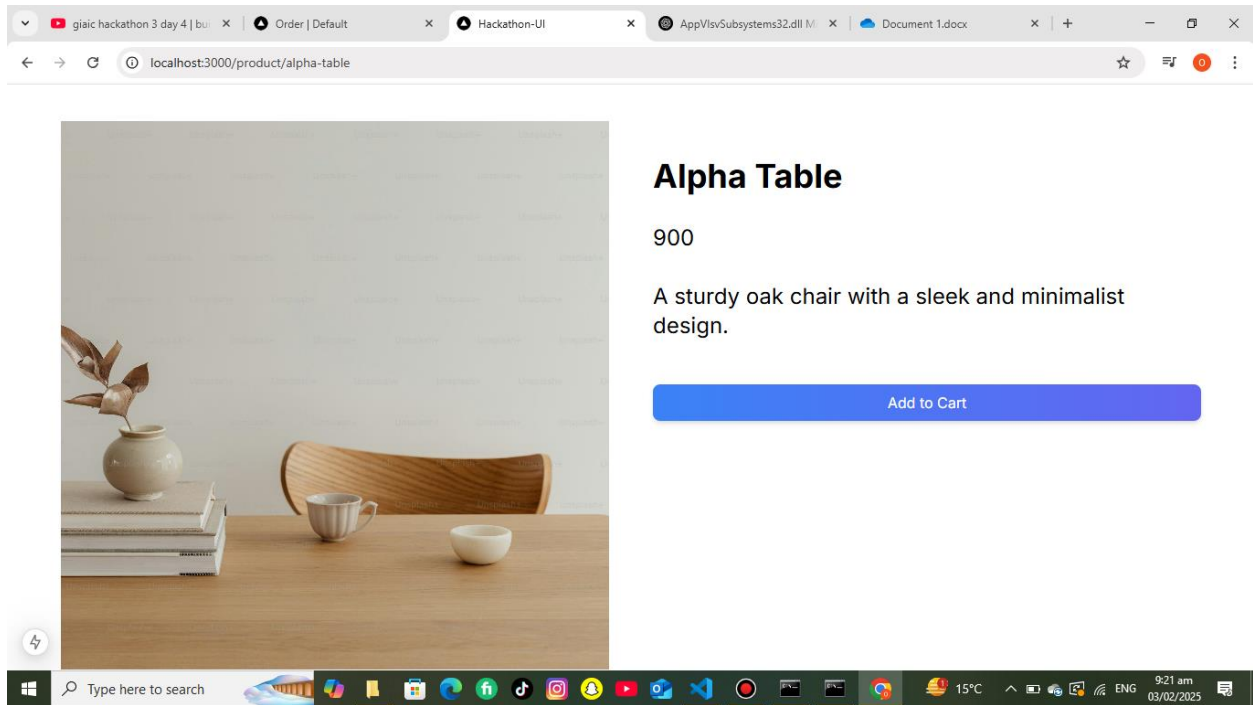 giaic hackathon 3 day 4 | bu
Order | Default
Hackathon-UI
AppVIsvSubsystems32.dll M
Document 1.docx
localhost:3000/product/alpha-table
O
Alpha Table
900
A sturdy oak chair with a sleek and minimalist
design.
Add to Cart
Type here to search
15°C
ENG
9:21 am
03/02/2025